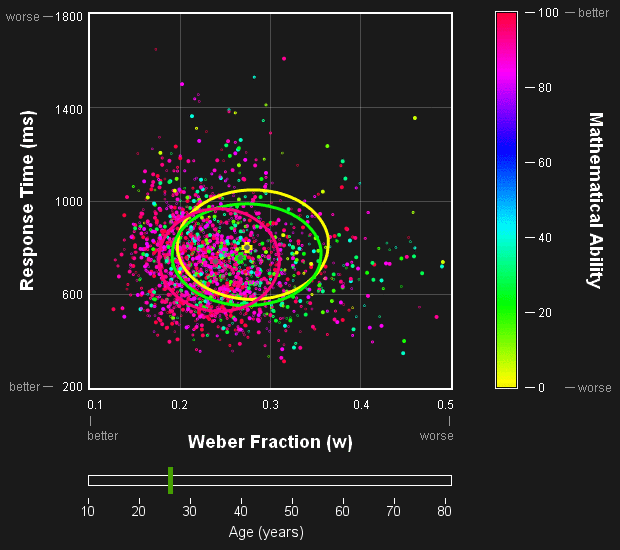 worse
1800
1400
1000
600
200
better
Response Time (ms)
0.1
0.2
0.3
0.4
0.5
better
worse
Weber Fraction (w)
10
20
30
40
50
60
70
80
Age (years)
100
better
80
60
40
20
0
worse
Mathematical Ability